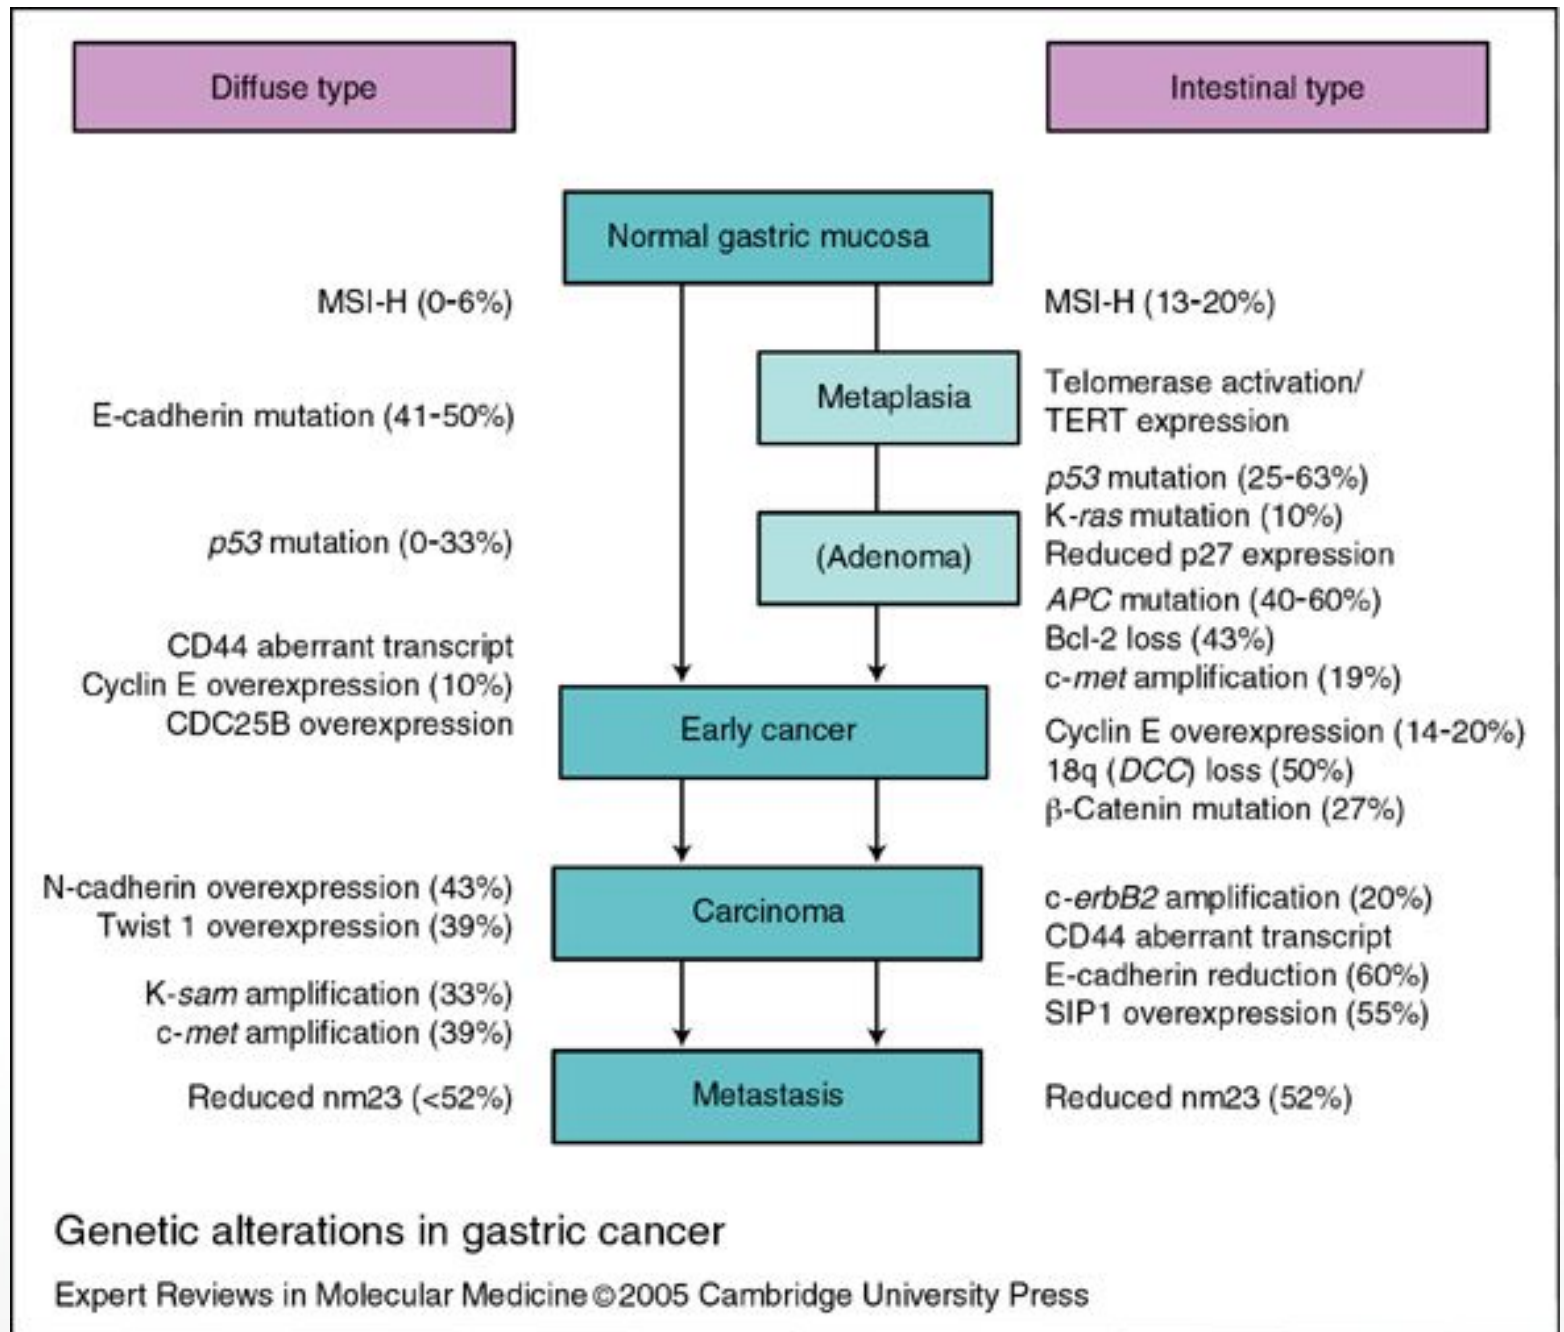 Diffuse type
Intestinal type
Normal gastric mucosa
MSI-H (0-6%)
MSI-H (13-20%)
Metaplasia
Telomerase activation/
TERT expression
E-cadherin mutation (41-50%)
p53 mutation (25-63%)
K-ras mutation (10%)
Reduced p27 expression
p53 mutation (0-33%)
(Adenoma)
APC mutation (40-60%)
Bcl-2 loss (43%)
c-met amplification (19%)
CD44 aberrant transcript
Cyclin E overexpression (10%)
CDC25B overexpression
Early cancer
Cyclin E overexpression (14-20%)
18q (DCC) loss (50%)
β-Catenin mutation (27%)
N-cadherin overexpression (43%)
Twist 1 overexpression (39%)
Carcinoma
c-erbB2 amplification (20%)
CD44 aberrant transcript
E-cadherin reduction (60%)
SIP1 overexpression (55%)
K-sam amplification (33%)
c-met amplification (39%)
Reduced nm23 (<52%)
Metastasis
Reduced nm23 (52%)
Genetic alterations in gastric cancer
Expert Reviews in Molecular Medicine ©2005 Cambridge University Press